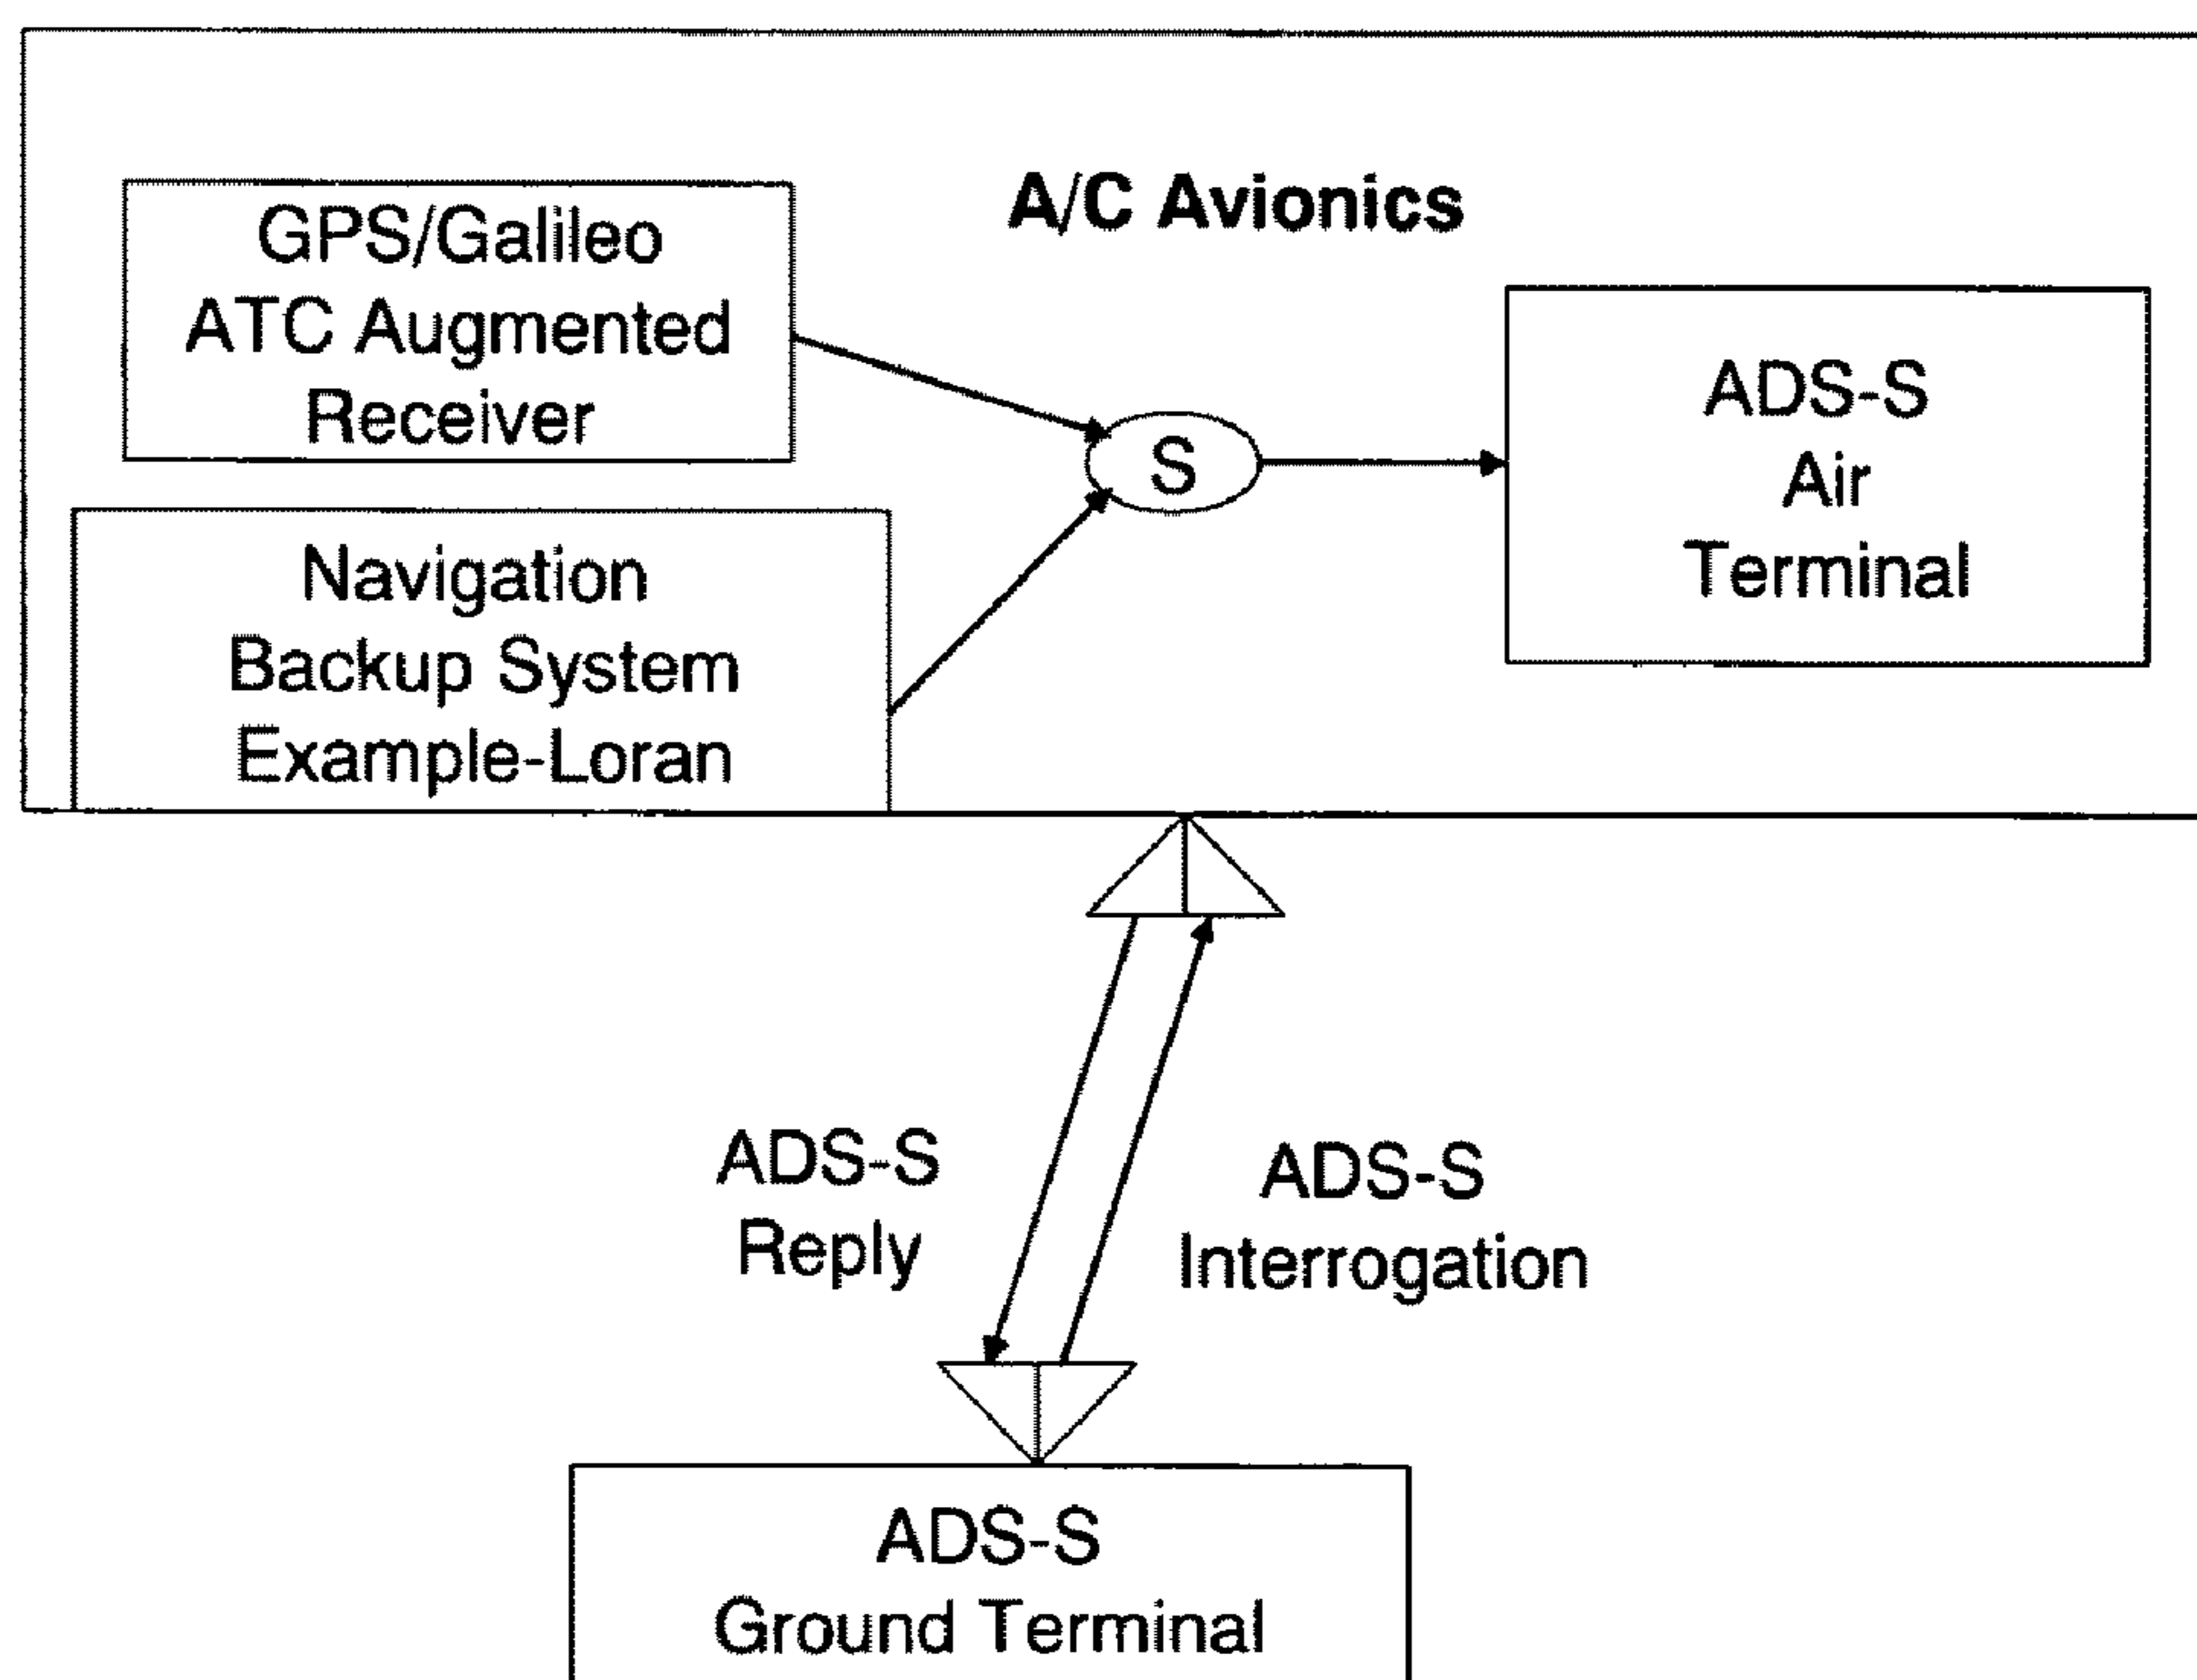 A/C Avionics
GPS/Galileo
ATC Augmented
Receiver
Navigation
Backup System
Example-Loran
S
ADS-S
Air
Terminal
ADS-S
Reply
ADS-S
Interrogation
ADS-S
Ground Terminal